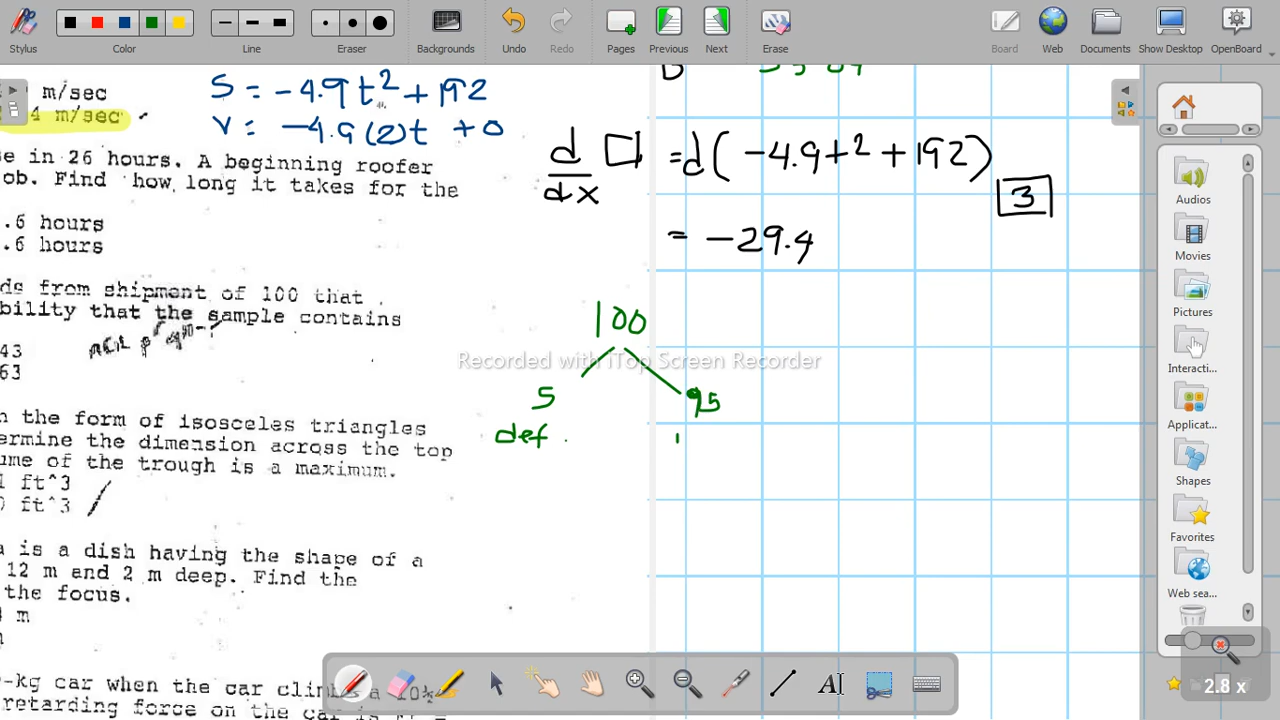 Stylus Color Line Eraser Backgrounds Undo Redo Pages Previous Next Erase Board Web Documents Show Desktop OpenBoard
m/sec
4 m/sec
S = -4.9t² + 192
V = -4.9(2)t + 0
e in 26 hours. A beginning roofer
ob. Find how long it takes for the
.6 hours
.6 hours
ds from shipment of 100 that
bility that the sample contains
43
63
n the form of isosceles triangles
ermine the dimension across the top
ume of the trough is a maximum.
ft^3
ft^3
a is a dish having the shape of a
12 m and 2 m deep. Find the
the focus.
m
-kg car when the car climbs a 10%
retarding force on the car is
d/dx □ = d(-4.9t² + 192)
3
= -29.4
100
5 95
def
Recorded with iTop Screen Recorder
Audios
Movies
Pictures
Interacti...
Applicat...
Shapes
Favorites
Web sea...
2.8 x